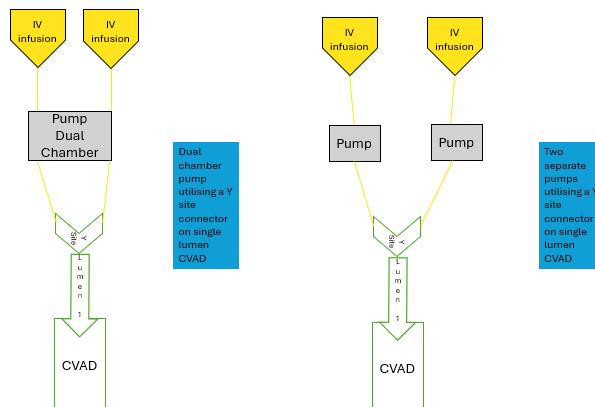 IV
infusion
IV
infusion
Pump
Dual
Chamber
Dual
chamber
pump
utilising a Y
site
connector
on single
lumen
CVAD
Y
Site
Lumen 1
CVAD
IV
infusion
IV
infusion
Pump
Pump
Two
separate
pumps
utilising a Y
site
connector
on single
lumen
CVAD
Y
Site
Lumen 1
CVAD